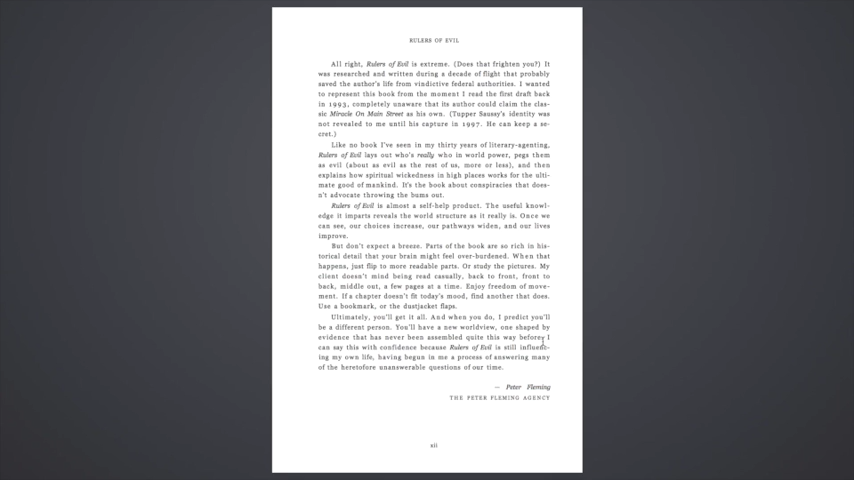 RULERS OF EVIL
All right, Rulers of Evil is extreme. (Does that frighten you?) It
was researched and written during a decade of flight that probably
saved the author's life from vindictive federal authorities. I wanted
to represent this book from the moment I read the first draft back
in 1993, completely unaware that its author could claim the clas-
sic Miracle On Main Street as his own. (Tupper Saussy's identity was
not revealed to me until his capture in 1997. He can keep a se-
cret.)
Like no book I've seen in my thirty years of literary-agenting,
Rulers of Evil lays out who's really who in world power, pegs them
as evil (about as evil as the rest of us, more or less), and then
explains how spiritual wickedness in high places works for the ulti-
mate good of mankind. It's the book about conspiracies that does-
n't advocate throwing the bums out.
Rulers of Evil is almost a self-help product. The useful knowl-
edge it imparts reveals the world structure as it really is. Once we
can see, our choices increase, our pathways widen, and our lives
improve.
But don't expect a breeze. Parts of the book are so rich in his-
torical detail that your brain might feel over-burdened. When that
happens, just flip to more readable parts. Or study the pictures. My
client doesn't mind being read casually, back to front, front to
back, middle out, a few pages at a time. Enjoy freedom of move-
ment. If a chapter doesn't fit today's mood, find another that does.
Use a bookmark, or the dustjacket flaps.
Ultimately, you'll get it all. And when you do, I predict you'll
be a different person. You'll have a new worldview, one shaped by
evidence that has never been assembled quite this way before. I
can say this with confidence because Rulers of Evil is still influenc-
ing my own life, having begun in me a process of answering many
of the heretofore unanswerable questions of our time.
— Peter Fleming
THE PETER FLEMING AGENCY
xii